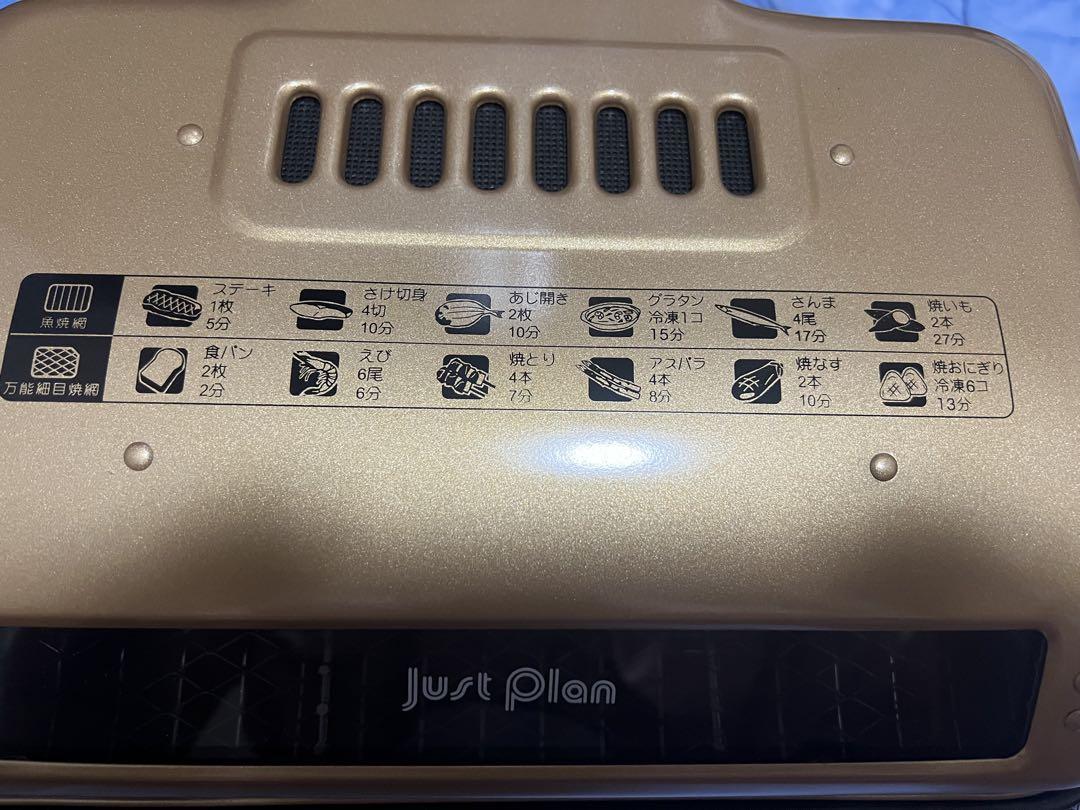 魚焼網
ステーキ
1枚
5分
さけ切身
4切
10分
あじ開き
2枚
10分
グラタン
冷凍1コ
15分
さんま
4尾
17分
焼いも
2本
27分
万能細目焼網
食パン
2枚
2分
えび
6尾
6分
焼とり
4本
7分
アスパラ
4本
8分
焼なす
2本
10分
焼おにぎり
冷凍6コ
13分
Just Plan